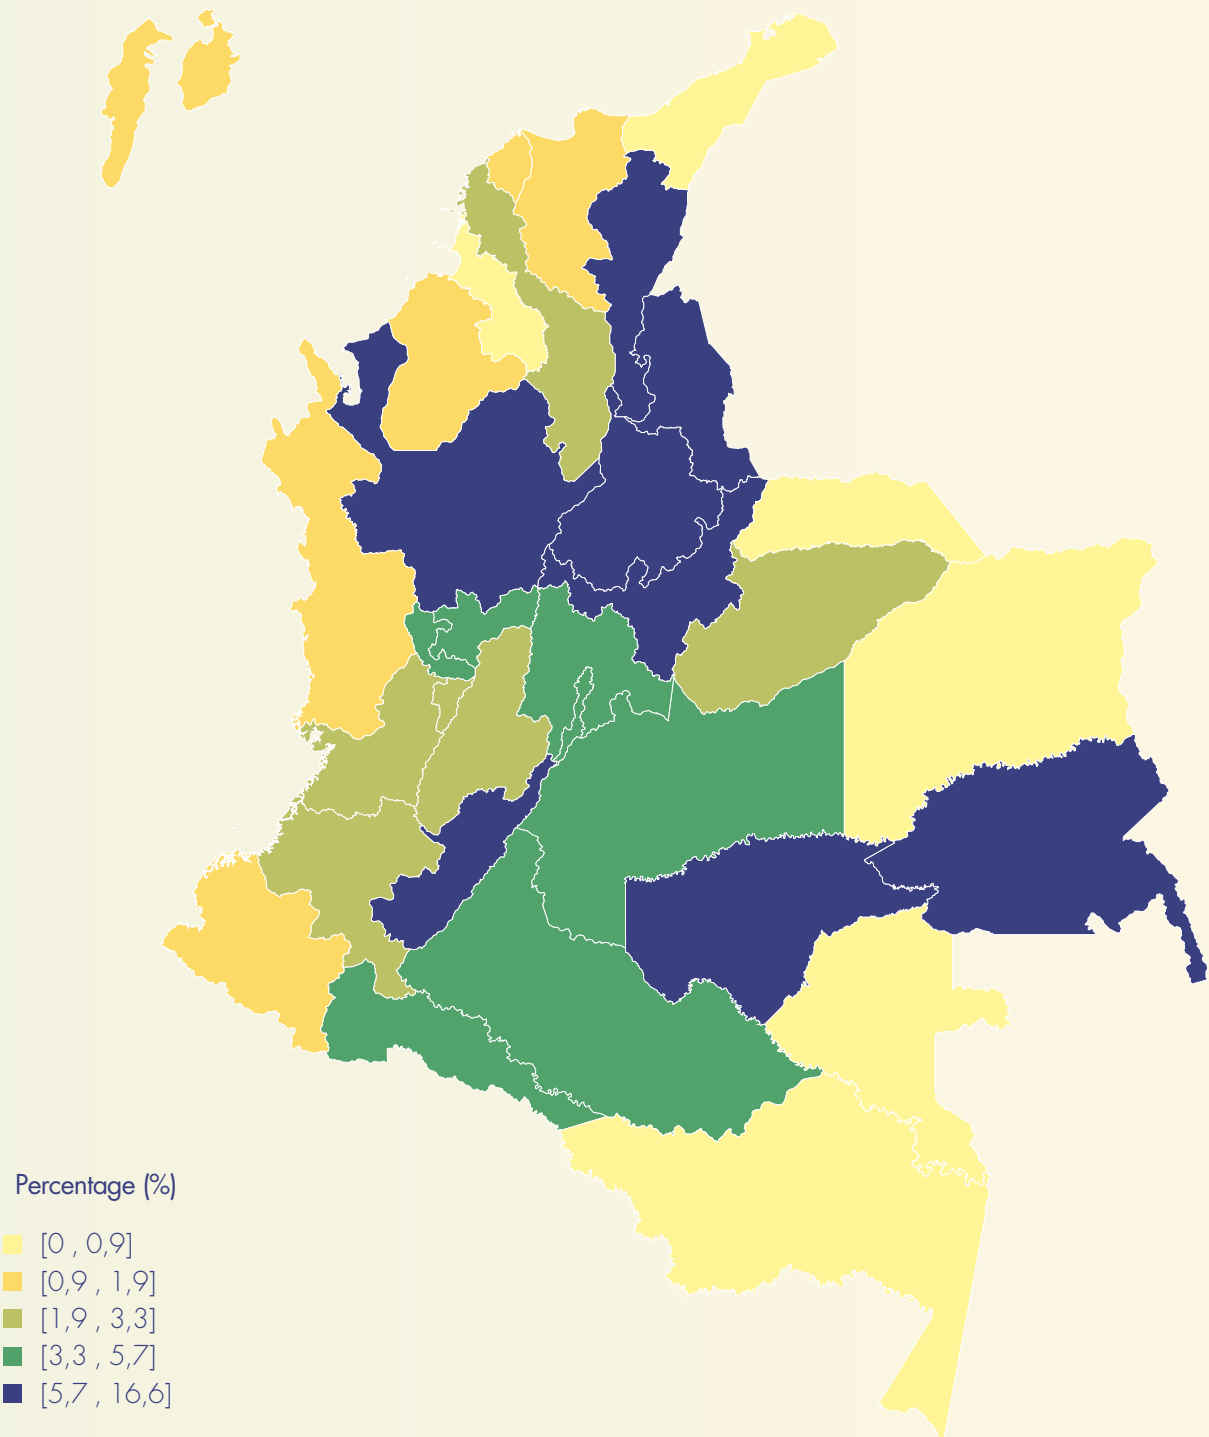 Percentage (%)
[0 , 0,9]
[0,9 , 1,9]
[1,9 , 3,3]
[3,3 , 5,7]
[5,7 , 16,6]